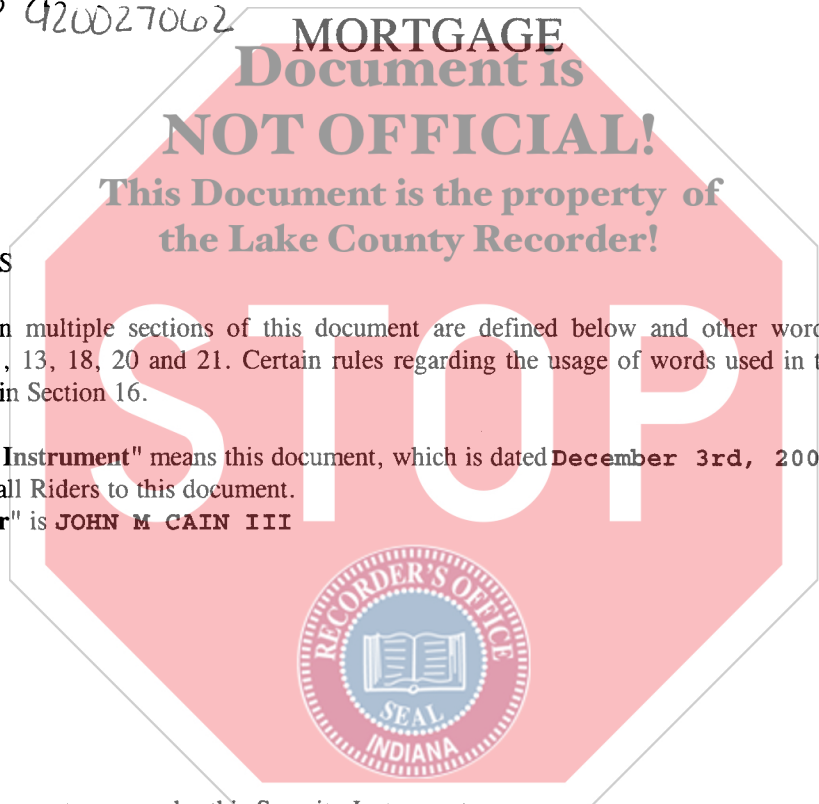 920027062
MORTGAGE
Document is
NOT OFFICIAL!
This Document is the property of
the Lake County Recorder!
S
n multiple sections of this document are defined below and other word
, 13, 18, 20 and 21. Certain rules regarding the usage of words used in t
in Section 16.
Instrument" means this document, which is dated December 3rd, 200
all Riders to this document.
r" is JOHN M CAIN III
STOP
RECORDER'S OFFICE
SEAL
INDIANA